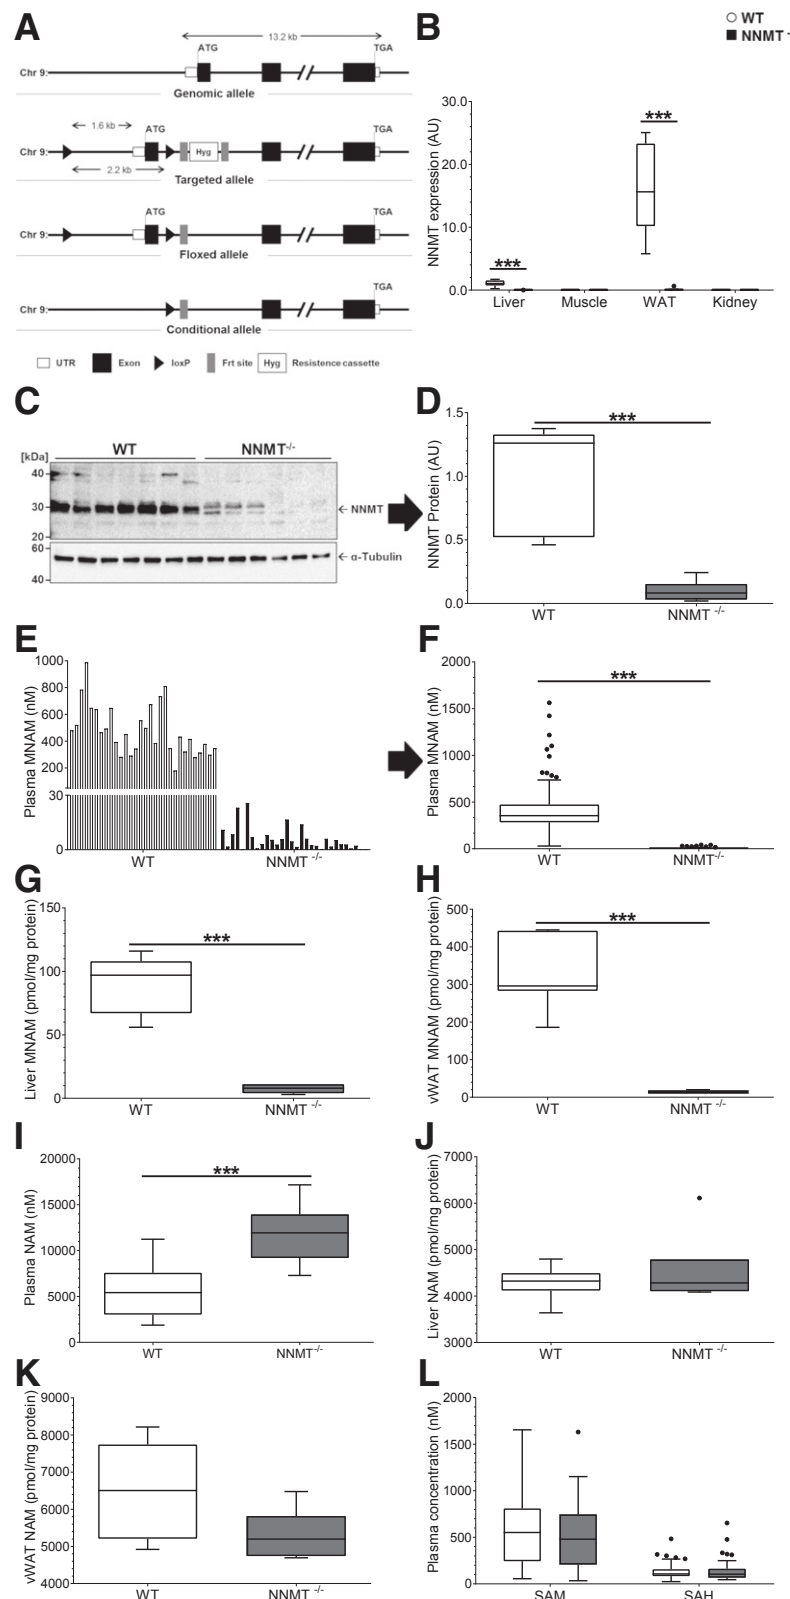 A
13.2 kb
ATG
TGA
Chr 9:
Genomic allele
1.6 kb
ATG
TGA
Chr 9:
Hyg
2.2 kb
Targeted allele
ATG
TGA
Chr 9:
Floxed allele
TGA
Chr 9:
Conditional allele
UTR
Exon
loxP
Frt site
Hyg
Resistence cassette
B
WT
NNMT -
NNMT expression (AU)
30.0
20.0
10.0
0.0
***
***
Liver
Muscle
WAT
Kidney
C
WT
NNMT-/-
[kDa]
40
30
20
60
40
NNMT
α-Tubulin
D
NNMT Protein (AU)
1.5
1.0
0.5
0.0
***
WT
NNMT -/-
E
Plasma MNAM (nM)
1000
800
600
400
200
30
0
WT
NNMT -/-
F
Plasma MNAM (nM)
2000
1500
1000
500
0
***
WT
NNMT-/-
G
Liver MNAM (pmol/mg protein)
150
100
50
0
***
WT
NNMT -/-
H
vWAT MNAM (pmol/mg protein)
500
400
300
200
100
0
***
WT
NNMT -/-
I
Plasma NAM (nM)
20000
15000
10000
5000
0
***
WT
NNMT-/-
J
Liver NAM (pmol/mg protein)
7000
6000
5000
4000
3000
WT
NNMT -/-
K
vWAT NAM (pmol/mg protein)
9000
8000
7000
6000
5000
4000
WT
NNMT -/-
L
Plasma concentration (nM)
2000
1500
1000
500
0
SAM
SAH